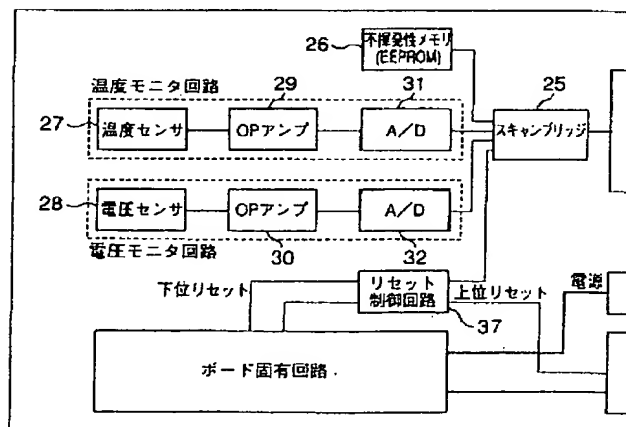 26
不揮発性メモリ
(EEPROM)
温度モニタ回路
29
31
25
27
温度センサ
OPアンプ
A/D
スキャンブリッジ
28
電圧センサ
OPアンプ
A/D
電圧モニタ回路
30
32
下位リセット
リセット
制御回路
上位リセット
電源
37
ボード固有回路